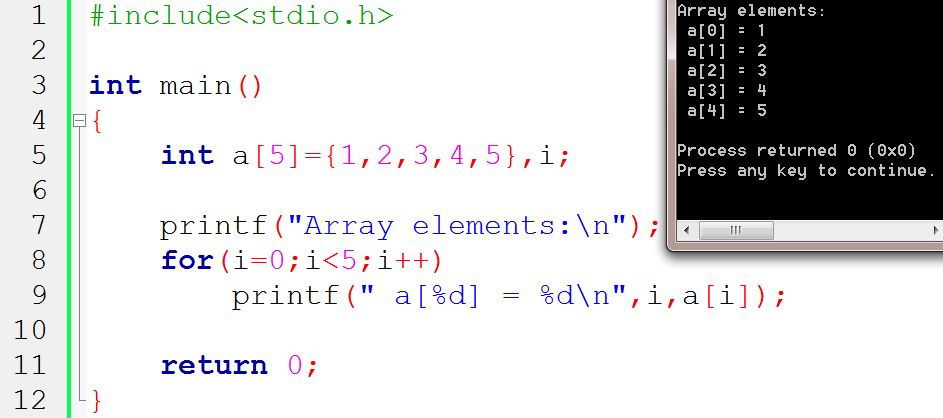 1 #include<stdio.h>
2
3 int main()
4 {
5 int a[5]={1,2,3,4,5},i;
6
7 printf("Array elements:\n");
8 for(i=0;i<5;i++)
9 printf(" a[%d] = %d\n",i,a[i]);
10
11 return 0;
12 }
Array elements:
a[0] = 1
a[1] = 2
a[2] = 3
a[3] = 4
a[4] = 5
Process returned 0 (0x0)
Press any key to continue.